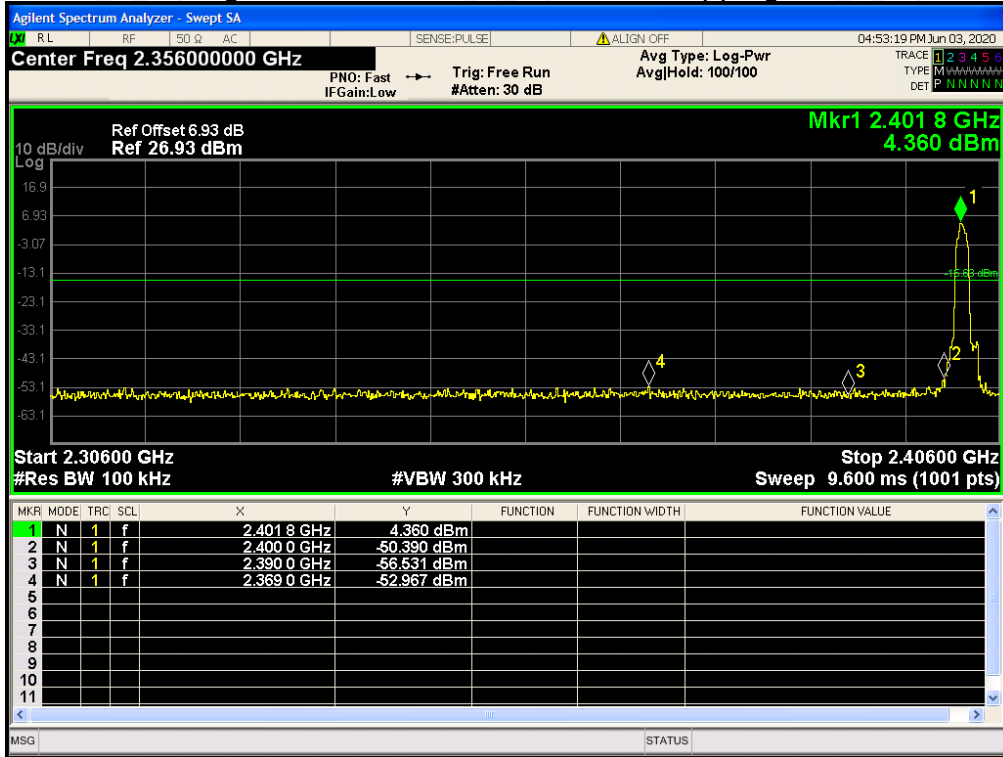 Agilent Spectrum Analyzer - Swept SA
LXI RL RF 50 Ω AC SENSE:PULSE ALIGN OFF 04:53:19 PM Jun 03, 2020
Center Freq 2.356000000 GHz
PNO: Fast
IFGain:Low
Trig: Free Run
#Atten: 30 dB
Avg Type: Log-Pwr
Avg|Hold: 100/100
TRACE 1 2 3 4 5 6
TYPE M
DET P N N N N N
Ref Offset 6.93 dB
10 dB/div Ref 26.93 dBm
Log
Mkr1 2.401 8 GHz
4.360 dBm
16.9
6.93
-3.07
-13.1
-23.1
-33.1
-43.1
-53.1
-63.1
1
-15.63 dBm
2
3
4
Start 2.30600 GHz Stop 2.40600 GHz
#Res BW 100 kHz #VBW 300 kHz Sweep 9.600 ms (1001 pts)
MKR MODE TRC SCL X Y FUNCTION FUNCTION WIDTH FUNCTION VALUE
1 N 1 f 2.401 8 GHz 4.360 dBm
2 N 1 f 2.400 0 GHz -50.390 dBm
3 N 1 f 2.390 0 GHz -56.531 dBm
4 N 1 f 2.369 0 GHz -52.967 dBm
5
6
7
8
9
10
11
MSG STATUS